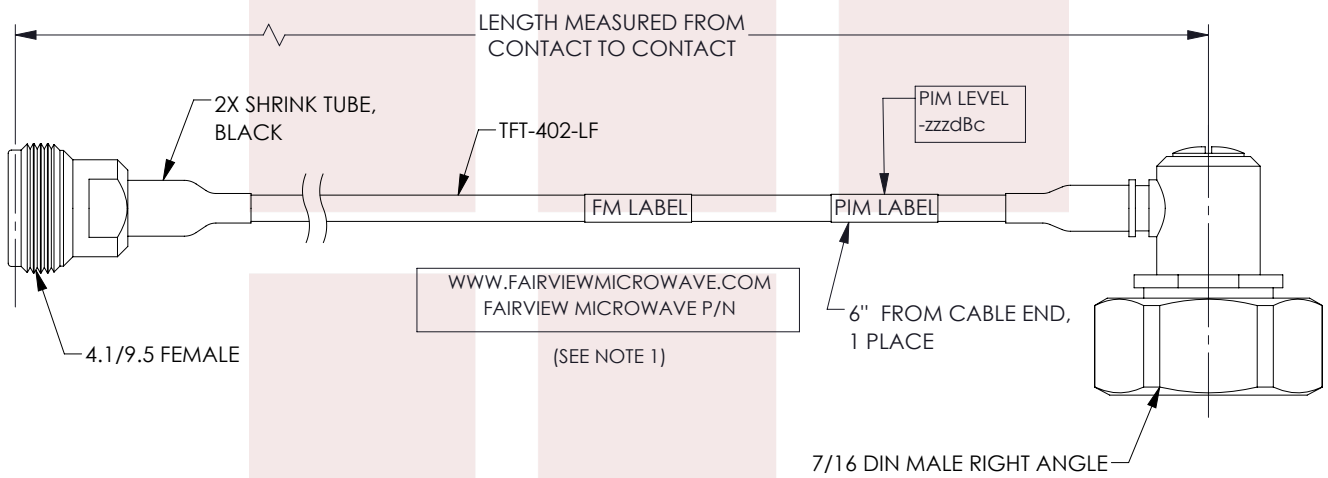 LENGTH MEASURED FROM
CONTACT TO CONTACT
2X SHRINK TUBE,
BLACK
TFT-402-LF
PIM LEVEL
-zzzdBc
FM LABEL
PIM LABEL
WWW.FAIRVIEWMICROWAVE.COM
FAIRVIEW MICROWAVE P/N
(SEE NOTE 1)
6" FROM CABLE END,
1 PLACE
4.1/9.5 FEMALE
7/16 DIN MALE RIGHT ANGLE